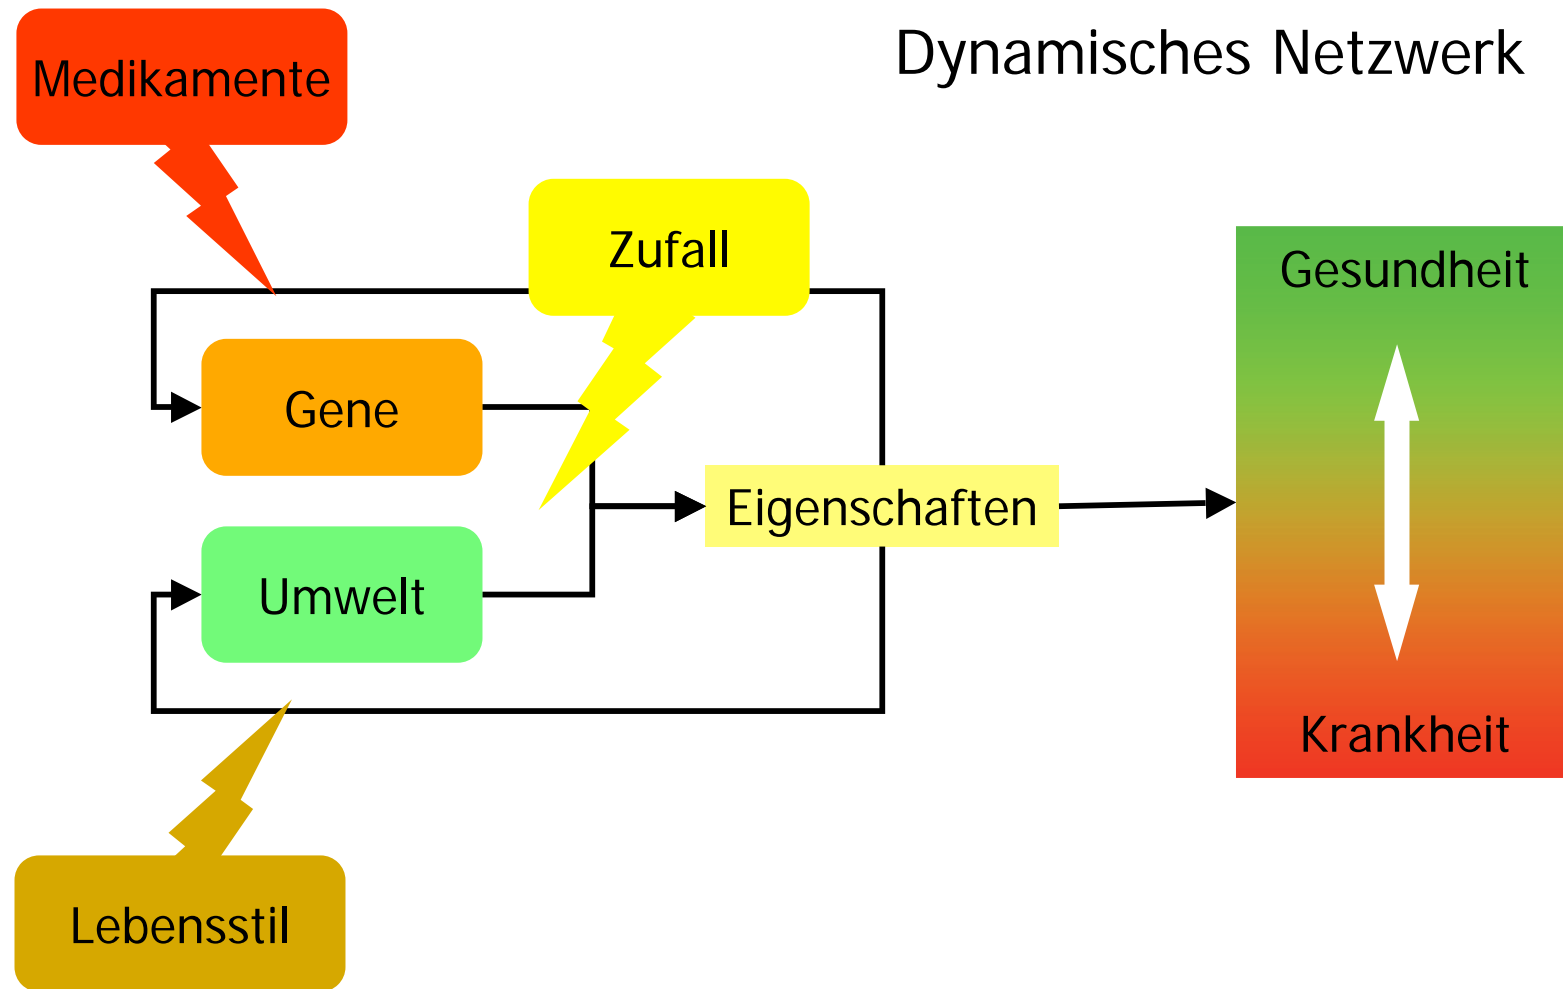 Dynamisches Netzwerk
Medikamente
Zufall
Gesundheit
Gene
Eigenschaften
Umwelt
Krankheit
Lebensstil